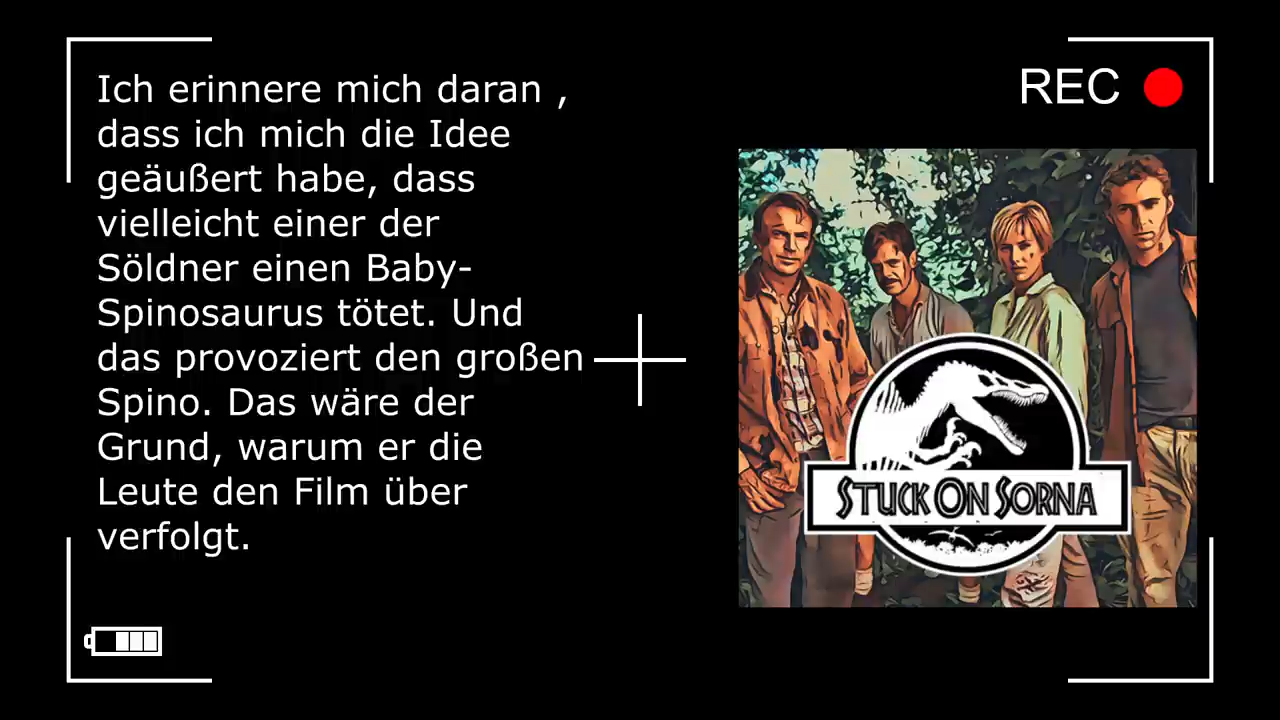 Ich erinnere mich daran ,
dass ich mich die Idee
geäußert habe, dass
vielleicht einer der
Söldner einen Baby-
Spinosaurus tötet. Und
das provoziert den großen
Spino. Das wäre der
Grund, warum er die
Leute den Film über
verfolgt.
REC
STUCK ON SORNA